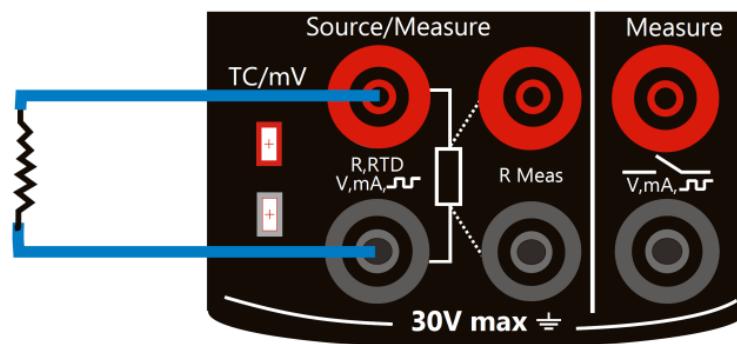 Source/Measure
Measure
TC/mV
R,RTD
V,mA,
R Meas
V,mA,
30V max